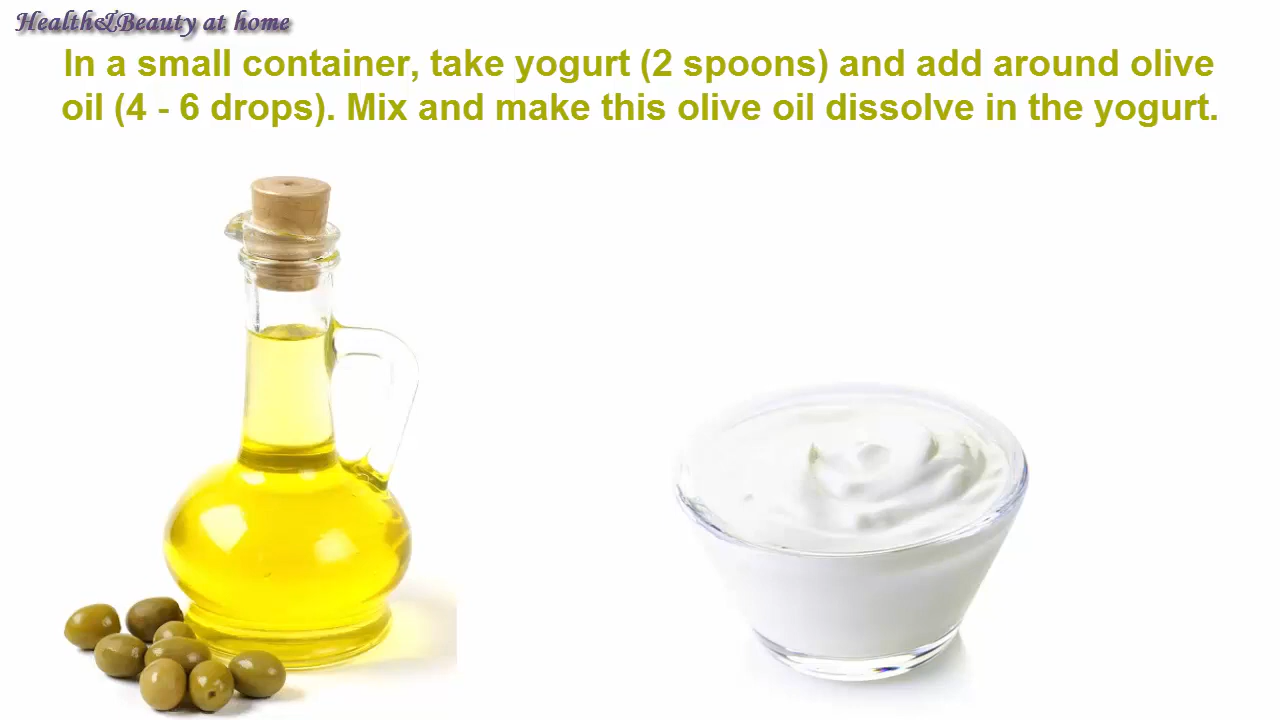 Health&Beauty at home
In a small container, take yogurt (2 spoons) and add around olive
oil (4 - 6 drops). Mix and make this olive oil dissolve in the yogurt.